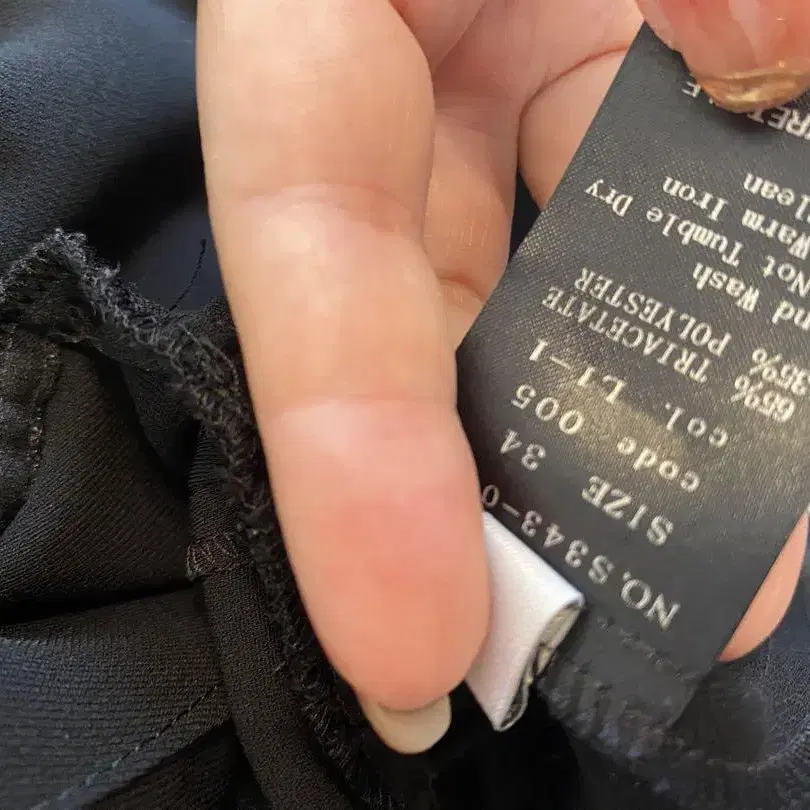 NO.S343-0
SIZE 34
code 005
col. L1-1
65% TRIACETATE
35% POLYESTER
nd Wash
Not Tumble Dry
Warm Iron
lean